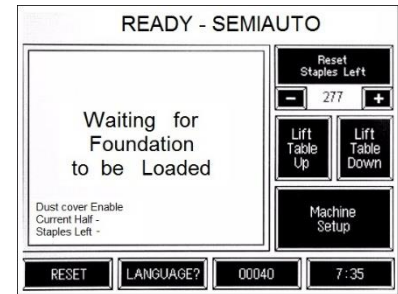 READY - SEMIAUTO
Waiting for
Foundation
to be Loaded
Dust cover Enable
Current Half -
Staples Left -
Reset
Staples Left
- 277 +
Lift
Table
Up
Lift
Table
Down
Machine
Setup
RESET
LANGUAGE?
00040
7:35